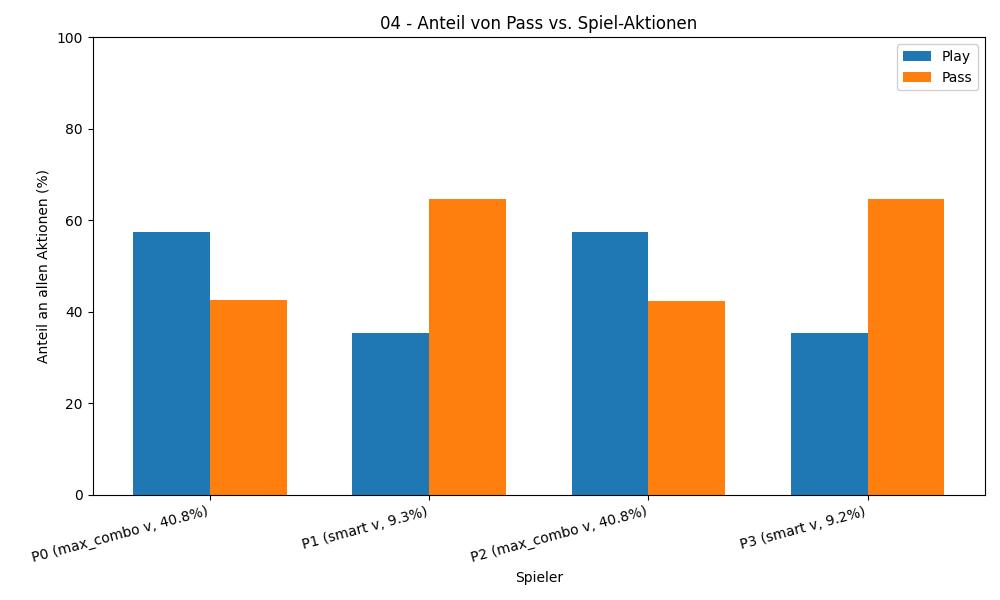 04 - Anteil von Pass vs. Spiel-Aktionen
Play
Pass
Anteil an allen Aktionen (%)
100
80
60
40
20
0
P0 (max_combo v, 40.8%)
P1 (smart v, 9.3%)
P2 (max_combo v, 40.8%)
P3 (smart v, 9.2%)
Spieler